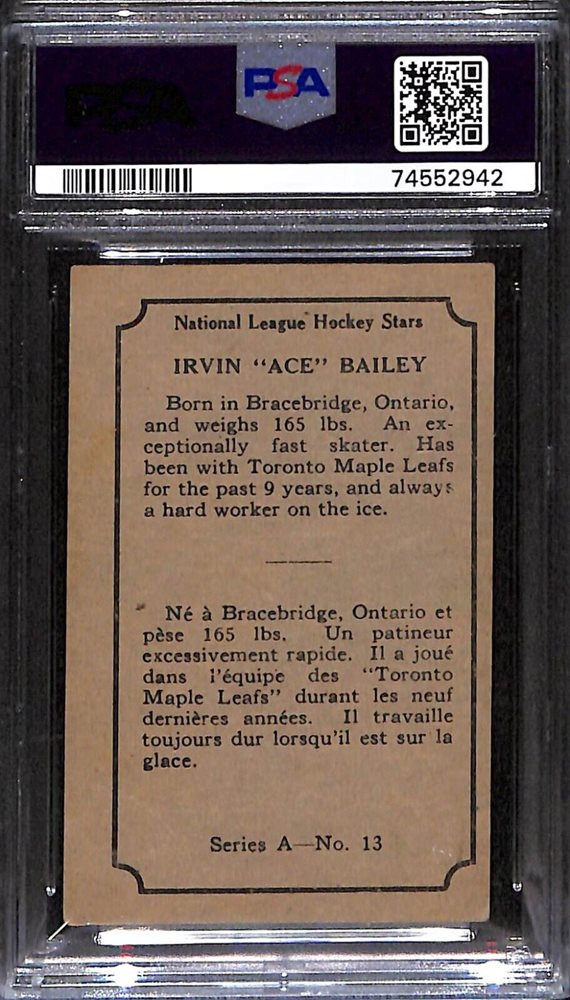 PSA
PSA
74552942
National League Hockey Stars
IRVIN "ACE" BAILEY
Born in Bracebridge, Ontario,
and weighs 165 lbs. An ex-
ceptionally fast skater. Has
been with Toronto Maple Leafs
for the past 9 years, and always
a hard worker on the ice.
Né à Bracebridge, Ontario et
pèse 165 lbs. Un patineur
excessivement rapide. Il a joué
dans l'équipe des "Toronto
Maple Leafs" durant les neuf
dernières années. Il travaille
toujours dur lorsqu'il est sur la
glace.
Series A—No. 13